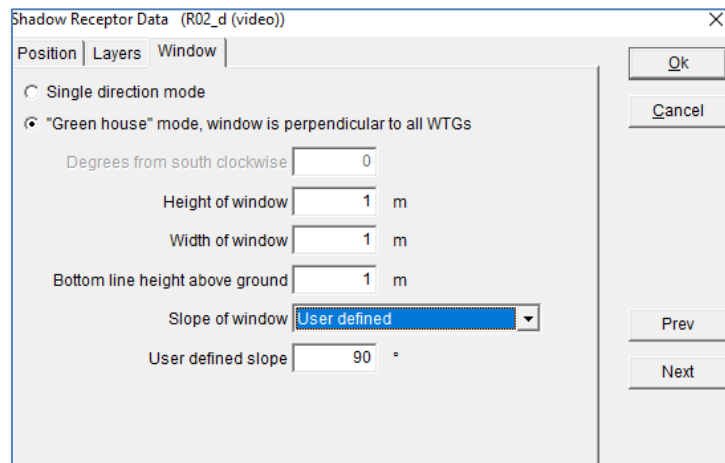 Shadow Receptor Data (R02_d (video))
Position Layers Window
Single direction mode
"Green house" mode, window is perpendicular to all WTGs
Degrees from south clockwise 0
Height of window 1 m
Width of window 1 m
Bottom line height above ground 1 m
Slope of window User defined
User defined slope 90 °
Ok
Cancel
Prev
Next